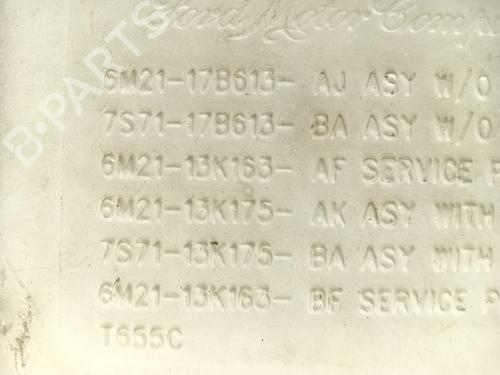 Ford Motor Comp
6M21-17B613- AJ ASY W/O
7S71-17B613- BA ASY W/O
6M21-13K163- AF SERVICE
6M21-13K175- AK ASY WITH
7S71-13K175- BA ASY WITH
6M21-13K163- BF SERVICE
T655C
B-PARTS